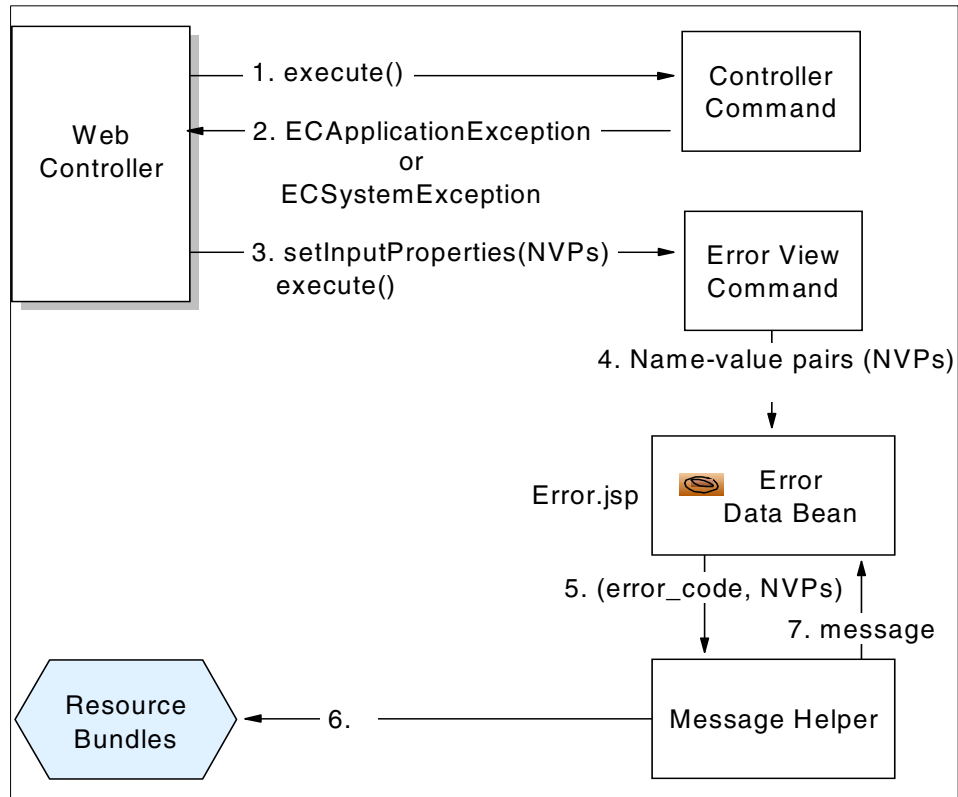 Web
Controller
1. execute()
Controller
Command
2. ECApplicationException
or
ECSystemException
3. setInputProperties(NVPs)
execute()
Error View
Command
4. Name-value pairs (NVPs)
Error.jsp
Error
Data Bean
5. (error_code, NVPs)
7. message
Resource
Bundles
6.
Message Helper